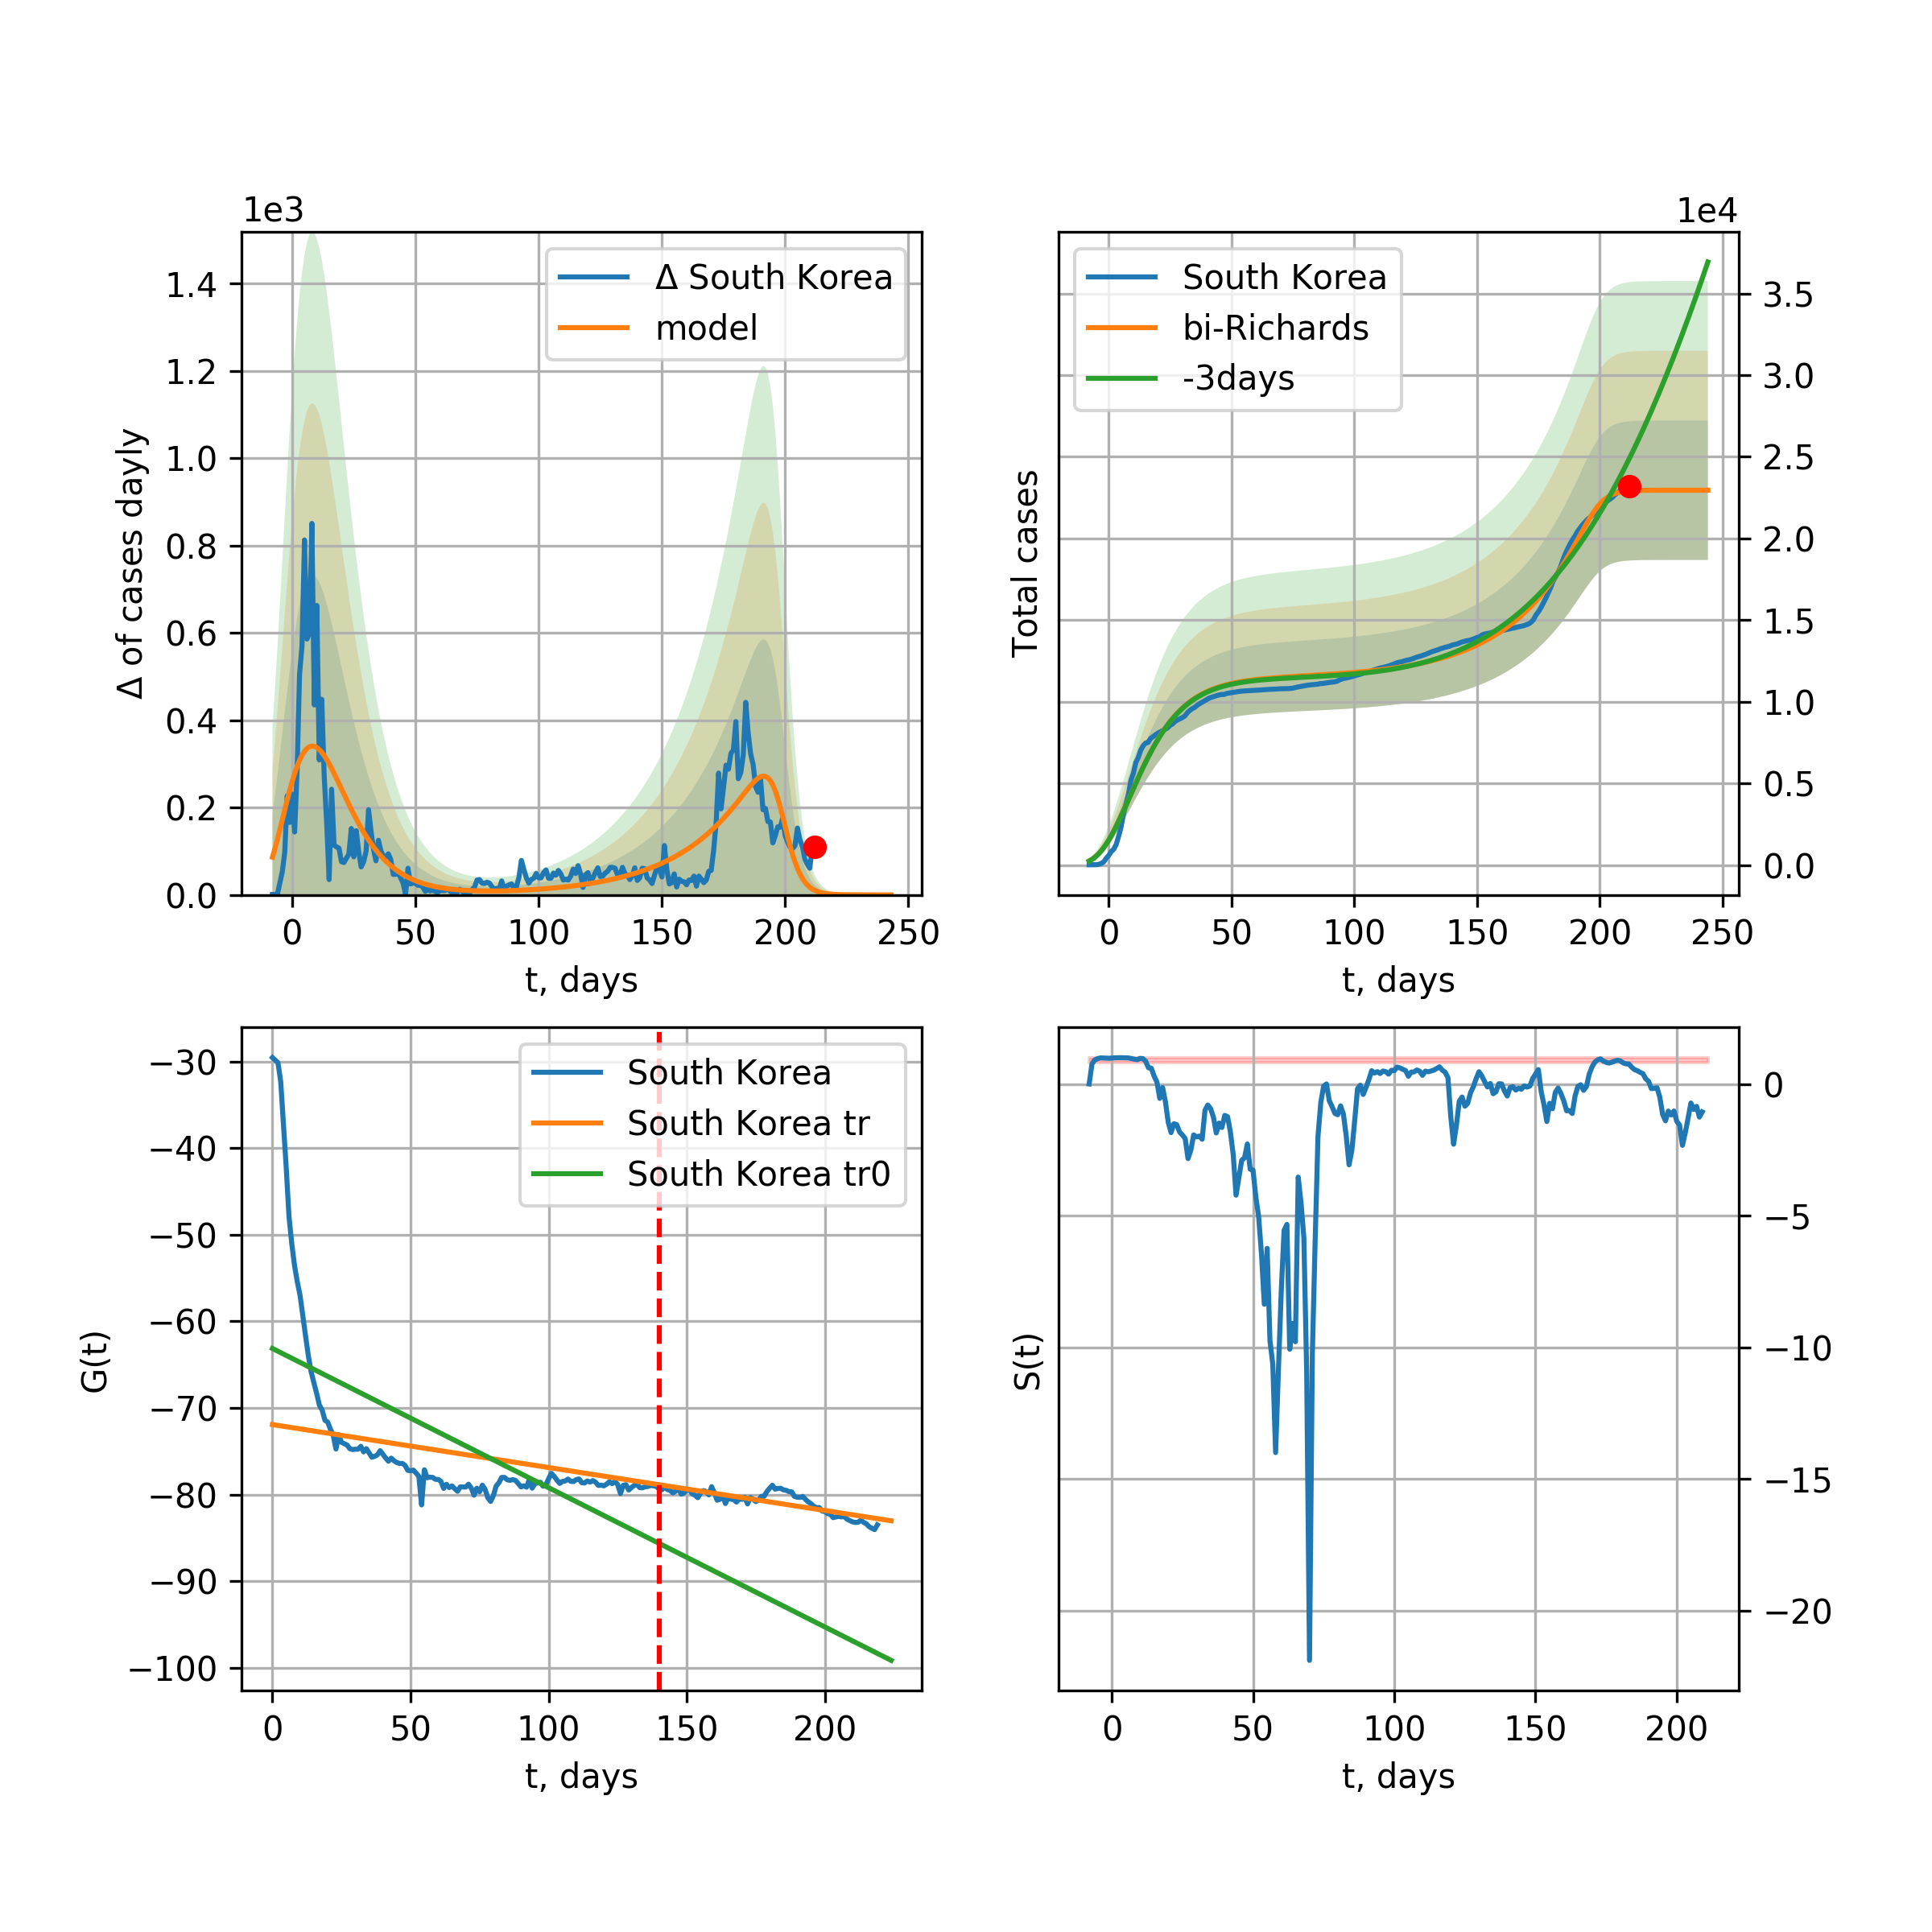 1e3
Δ of cases dayly
1.4
1.2
1.0
0.8
0.6
0.4
0.2
0.0
Δ South Korea
model
0 50 100 150 200 250
t, days
1e4
Total cases
South Korea
bi-Richards
-3days
3.5
3.0
2.5
2.0
1.5
1.0
0.5
0.0
0 50 100 150 200 250
t, days
G(t)
−30
−40
−50
−60
−70
−80
−90
−100
South Korea
South Korea tr
South Korea tr0
0 50 100 150 200
t, days
S(t)
0
−5
−10
−15
−20
0 50 100 150 200
t, days